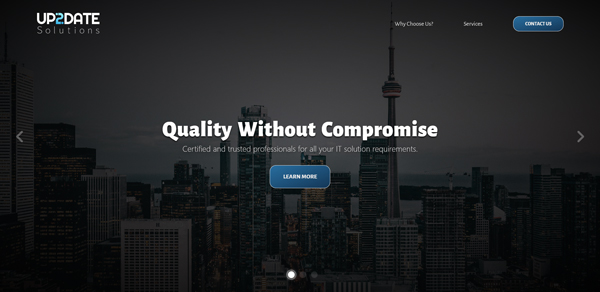 UP2DATE
Solutions
Why Choose Us?
Services
CONTACT US
Quality Without Compromise
Certified and trusted professionals for all your IT solution requirements.
LEARN MORE